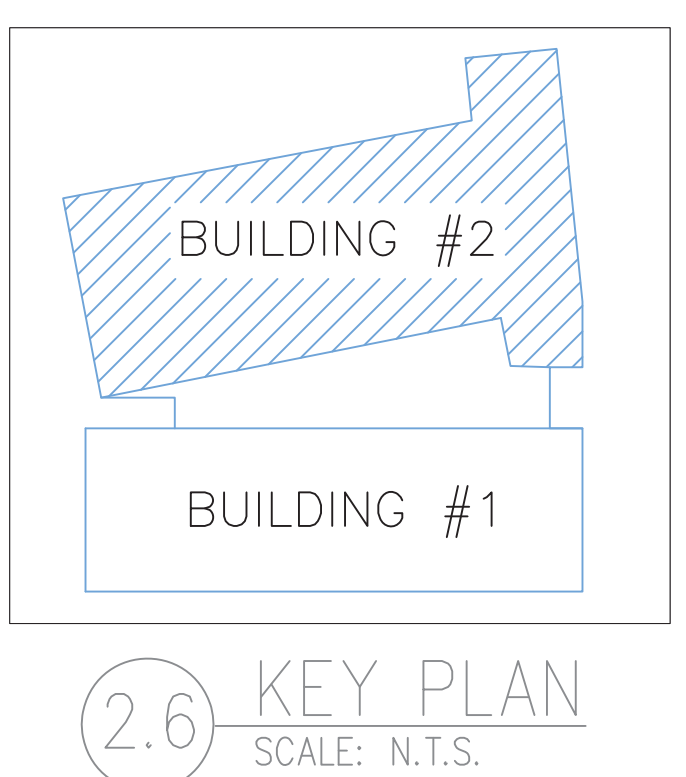 BUILDING #2
BUILDING #1
2.6
KEY PLAN
SCALE: N.T.S.